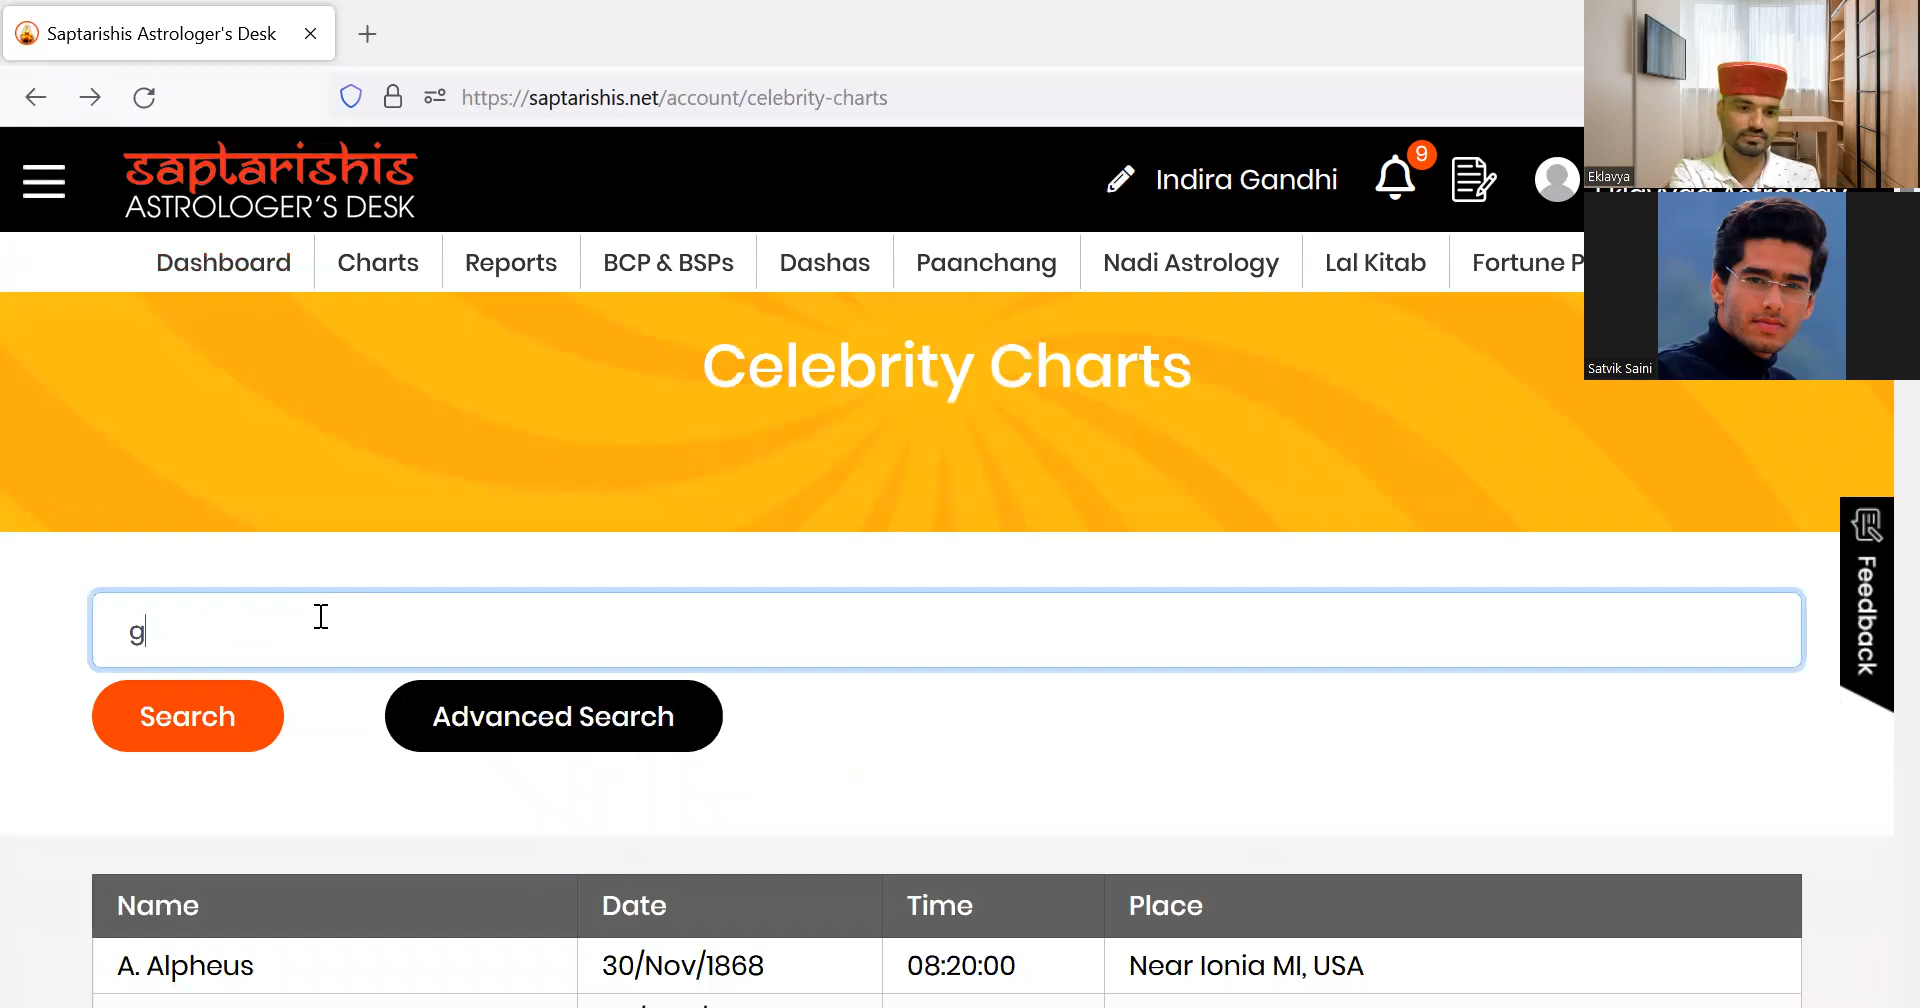 Saptarishis Astrologer's Desk
https://saptarishis.net/account/celebrity-charts
saptarishis
ASTROLOGER'S DESK
Indira Gandhi
9
Eklavya
Dashboard
Charts
Reports
BCP & BSPs
Dashas
Paanchang
Nadi Astrology
Lal Kitab
Fortune P
Satvik Saini
Celebrity Charts
Feedback
g
Search
Advanced Search
Name Date Time Place
A. Alpheus 30/Nov/1868 08:20:00 Near Ionia MI, USA